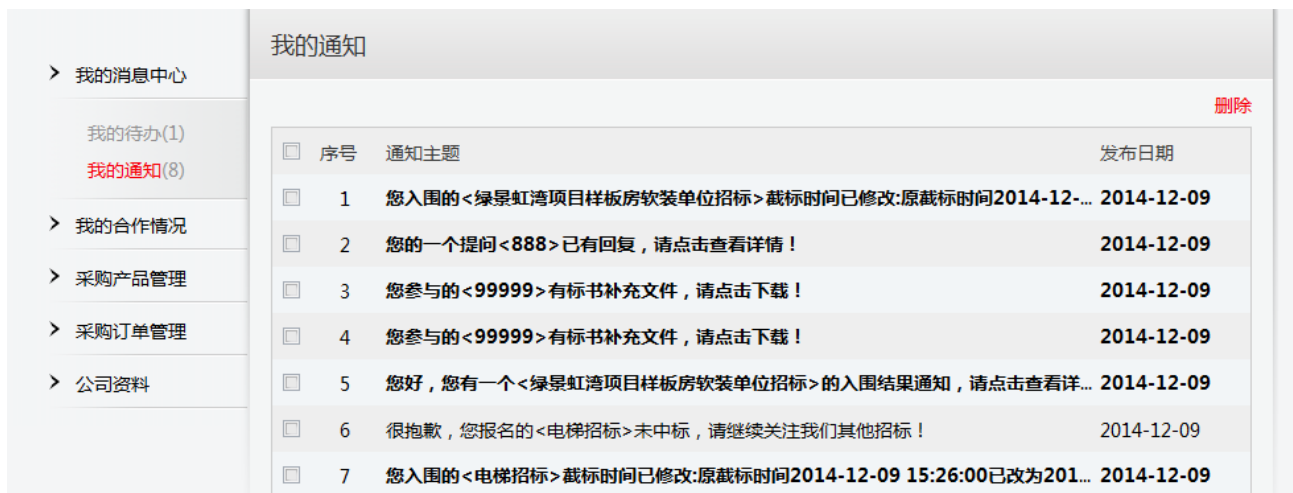 我的消息中心
我的待办(1)
我的通知(8)
我的合作情况
采购产品管理
采购订单管理
公司资料
我的通知
删除
序号 通知主题 发布日期
1 您入围的<绿景虹湾项目样板房软装单位招标>截标时间已修改:原截标时间2014-12-... 2014-12-09
2 您的一个提问<888>已有回复，请点击查看详情！ 2014-12-09
3 您参与的<99999>有标书补充文件，请点击下载！ 2014-12-09
4 您参与的<99999>有标书补充文件，请点击下载！ 2014-12-09
5 您好，您有一个<绿景虹湾项目样板房软装单位招标>的入围结果通知，请点击查看详... 2014-12-09
6 很抱歉，您报名的<电梯招标>未中标，请继续关注我们其他招标！ 2014-12-09
7 您入围的<电梯招标>截标时间已修改:原截标时间2014-12-09 15:26:00已改为201... 2014-12-09